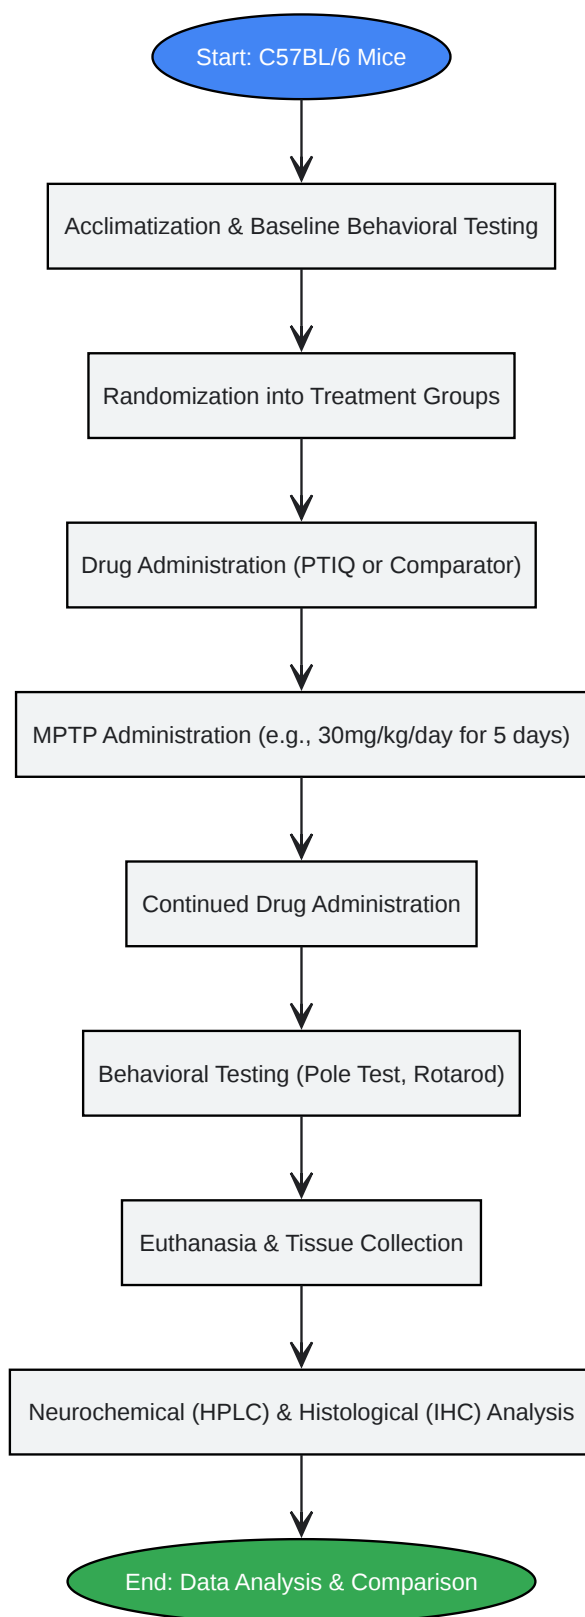 Start: C57BL/6 Mice
Acclimatization & Baseline Behavioral Testing
Randomization into Treatment Groups
Drug Administration (PTIQ or Comparator)
MPTP Administration (e.g., 30mg/kg/day for 5 days)
Continued Drug Administration
Behavioral Testing (Pole Test, Rotarod)
Euthanasia & Tissue Collection
Neurochemical (HPLC) & Histological (IHC) Analysis
End: Data Analysis & Comparison